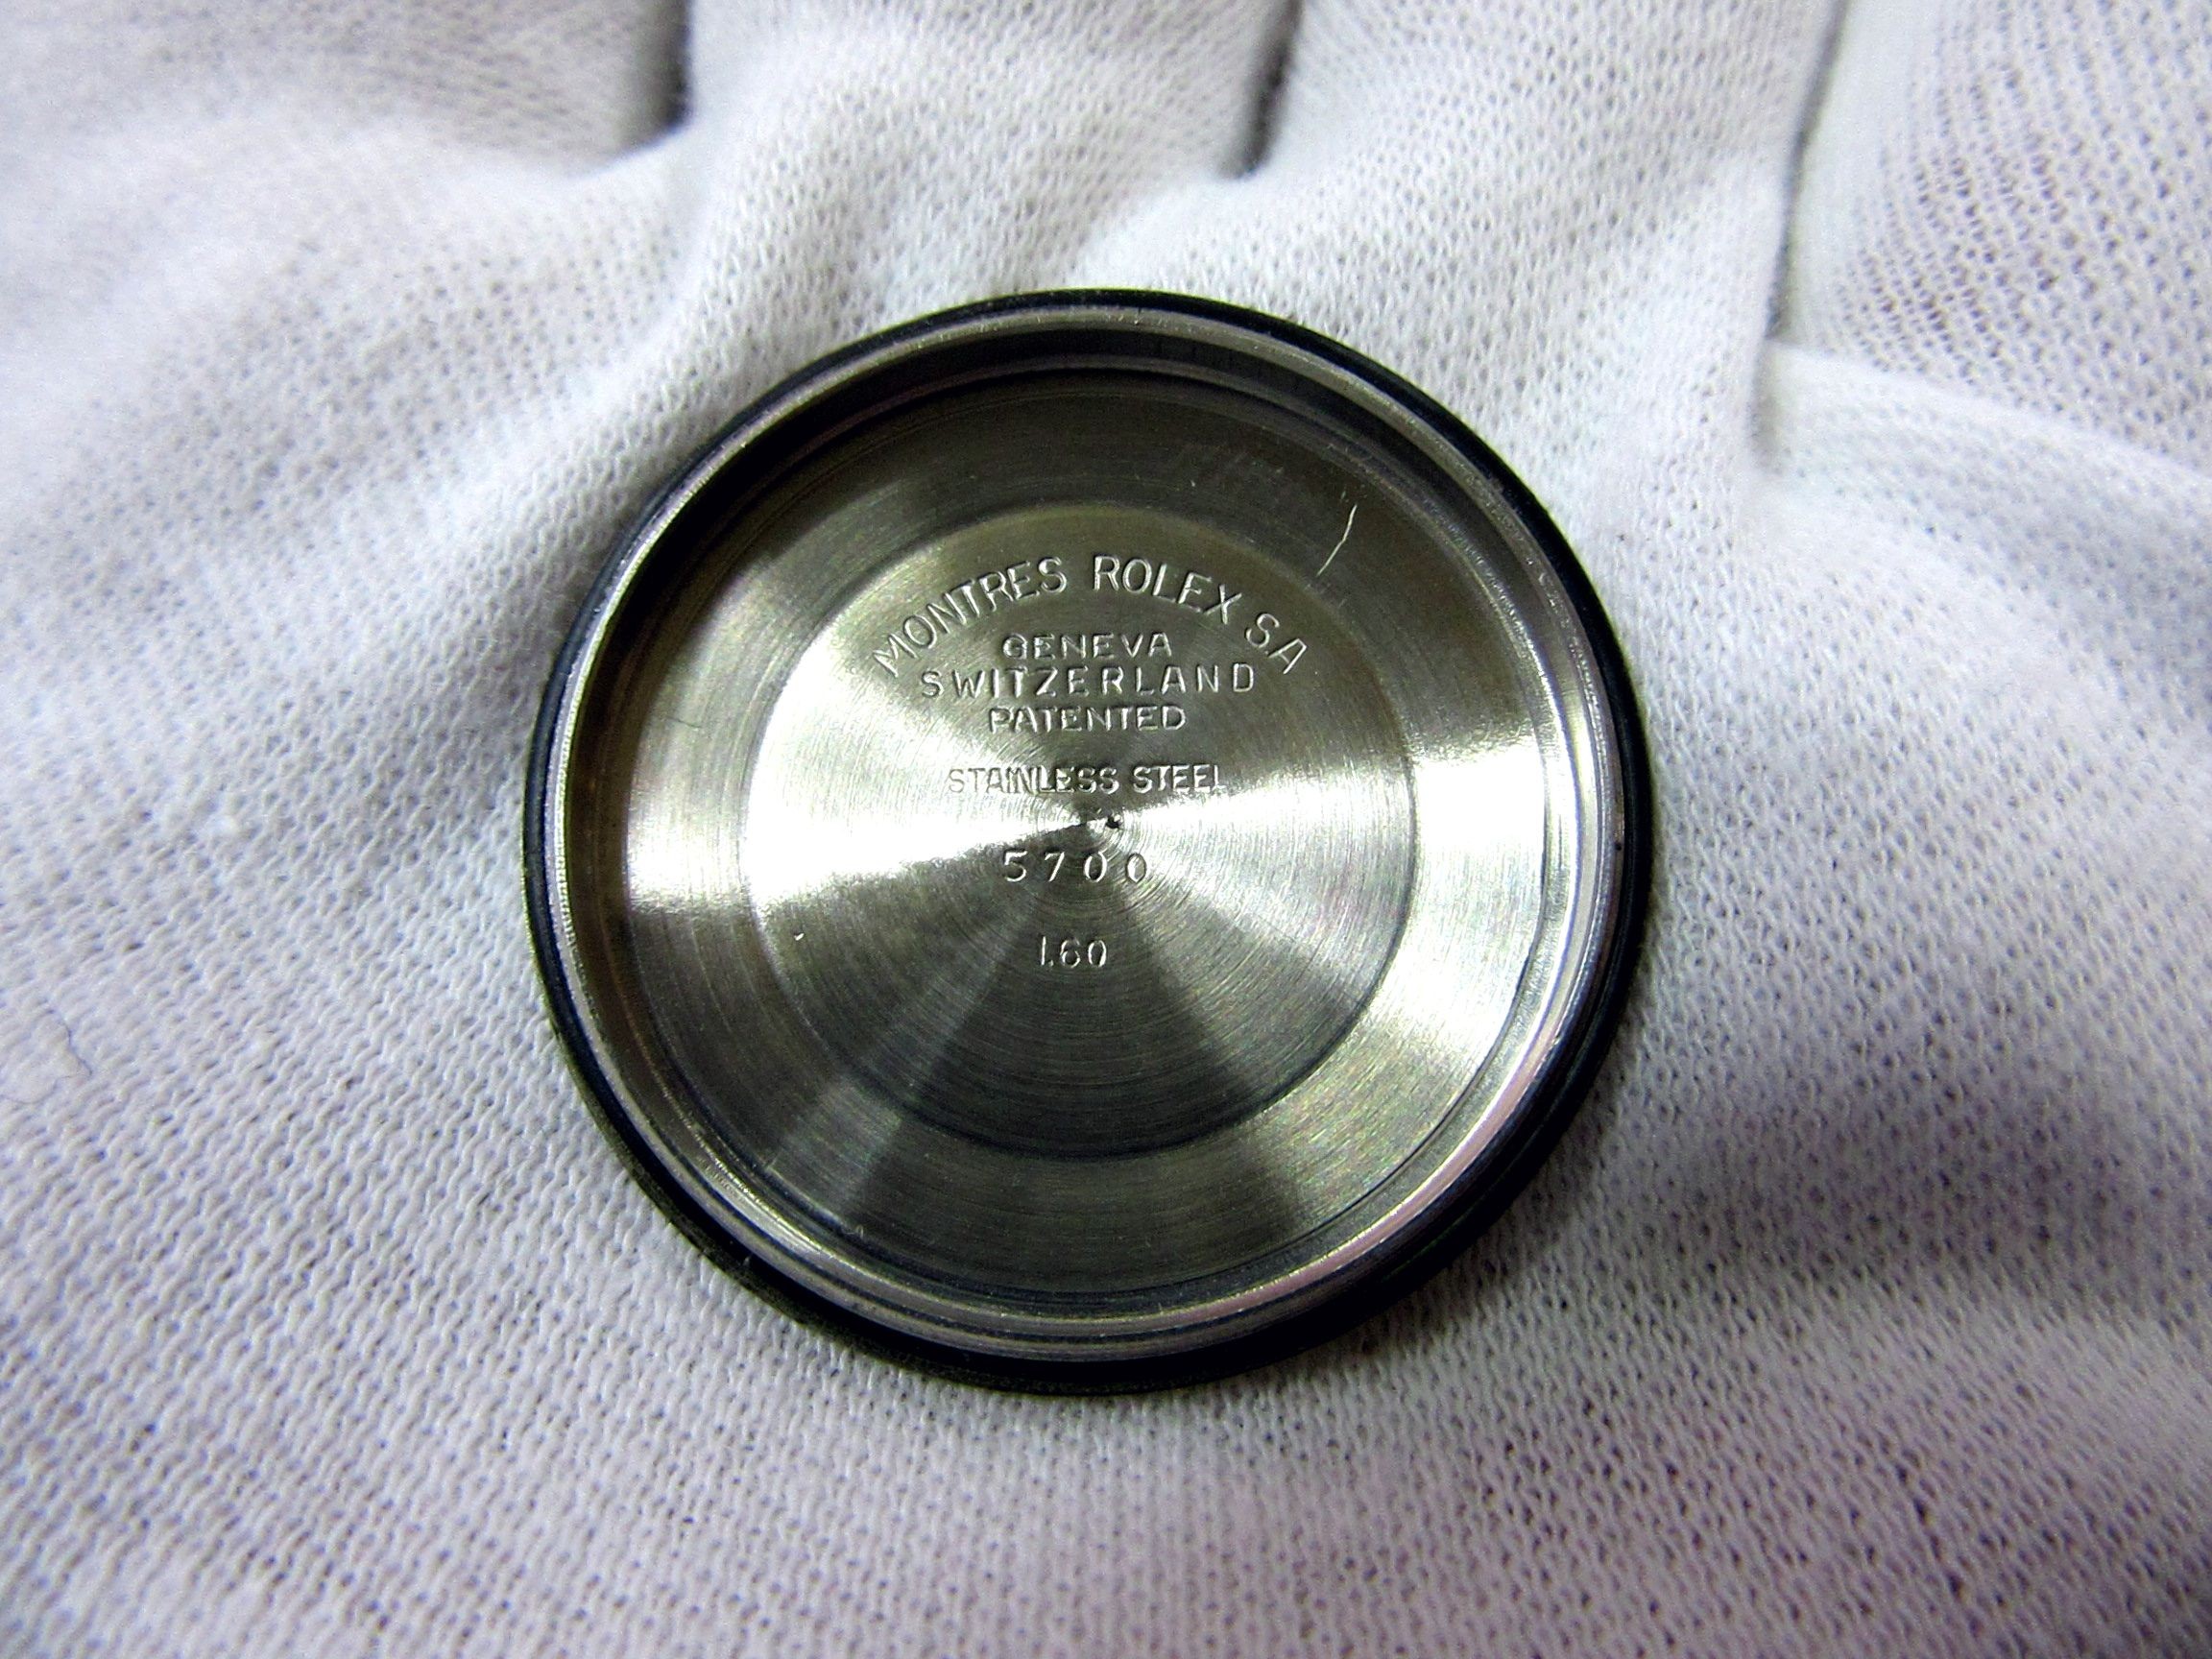 MONTRES ROLEX SA
GENEVA
SWITZERLAND
PATENTED
STAINLESS STEEL
5700
I.60